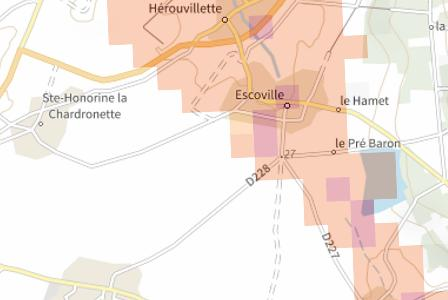 Hérouvillette
la
Ste-Honorine la
Chardronette
Escoville
le Hamet
27
le Pré Baron
D228
D227